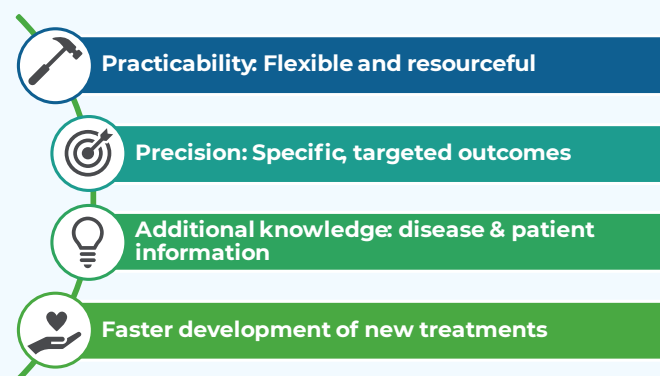 Practicability: Flexible and resourceful
Precision: Specific, targeted outcomes
Additional knowledge: disease & patient
information
Faster development of new treatments